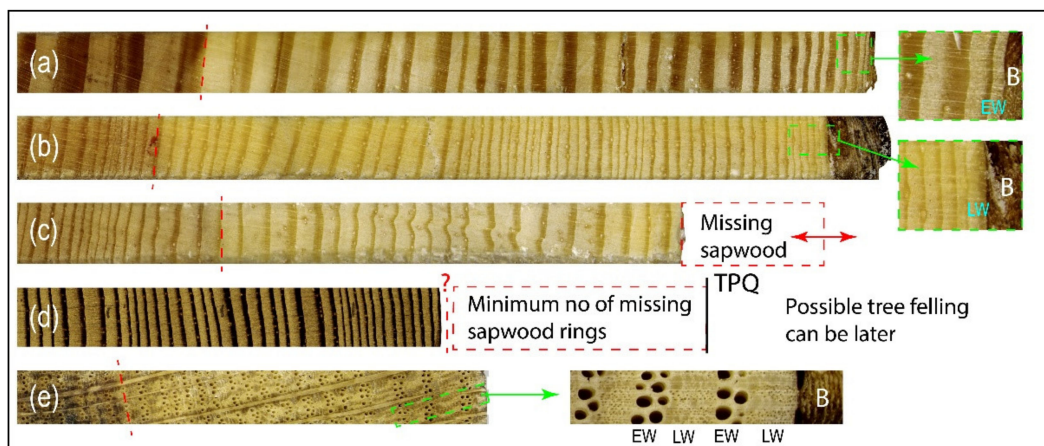 (a)
B
EW
(b)
B
LW
(c)
Missing
sapwood
?
TPQ
(d)
Minimum no of missing
sapwood rings
Possible tree felling
can be later
(e)
B
EW LW EW LW